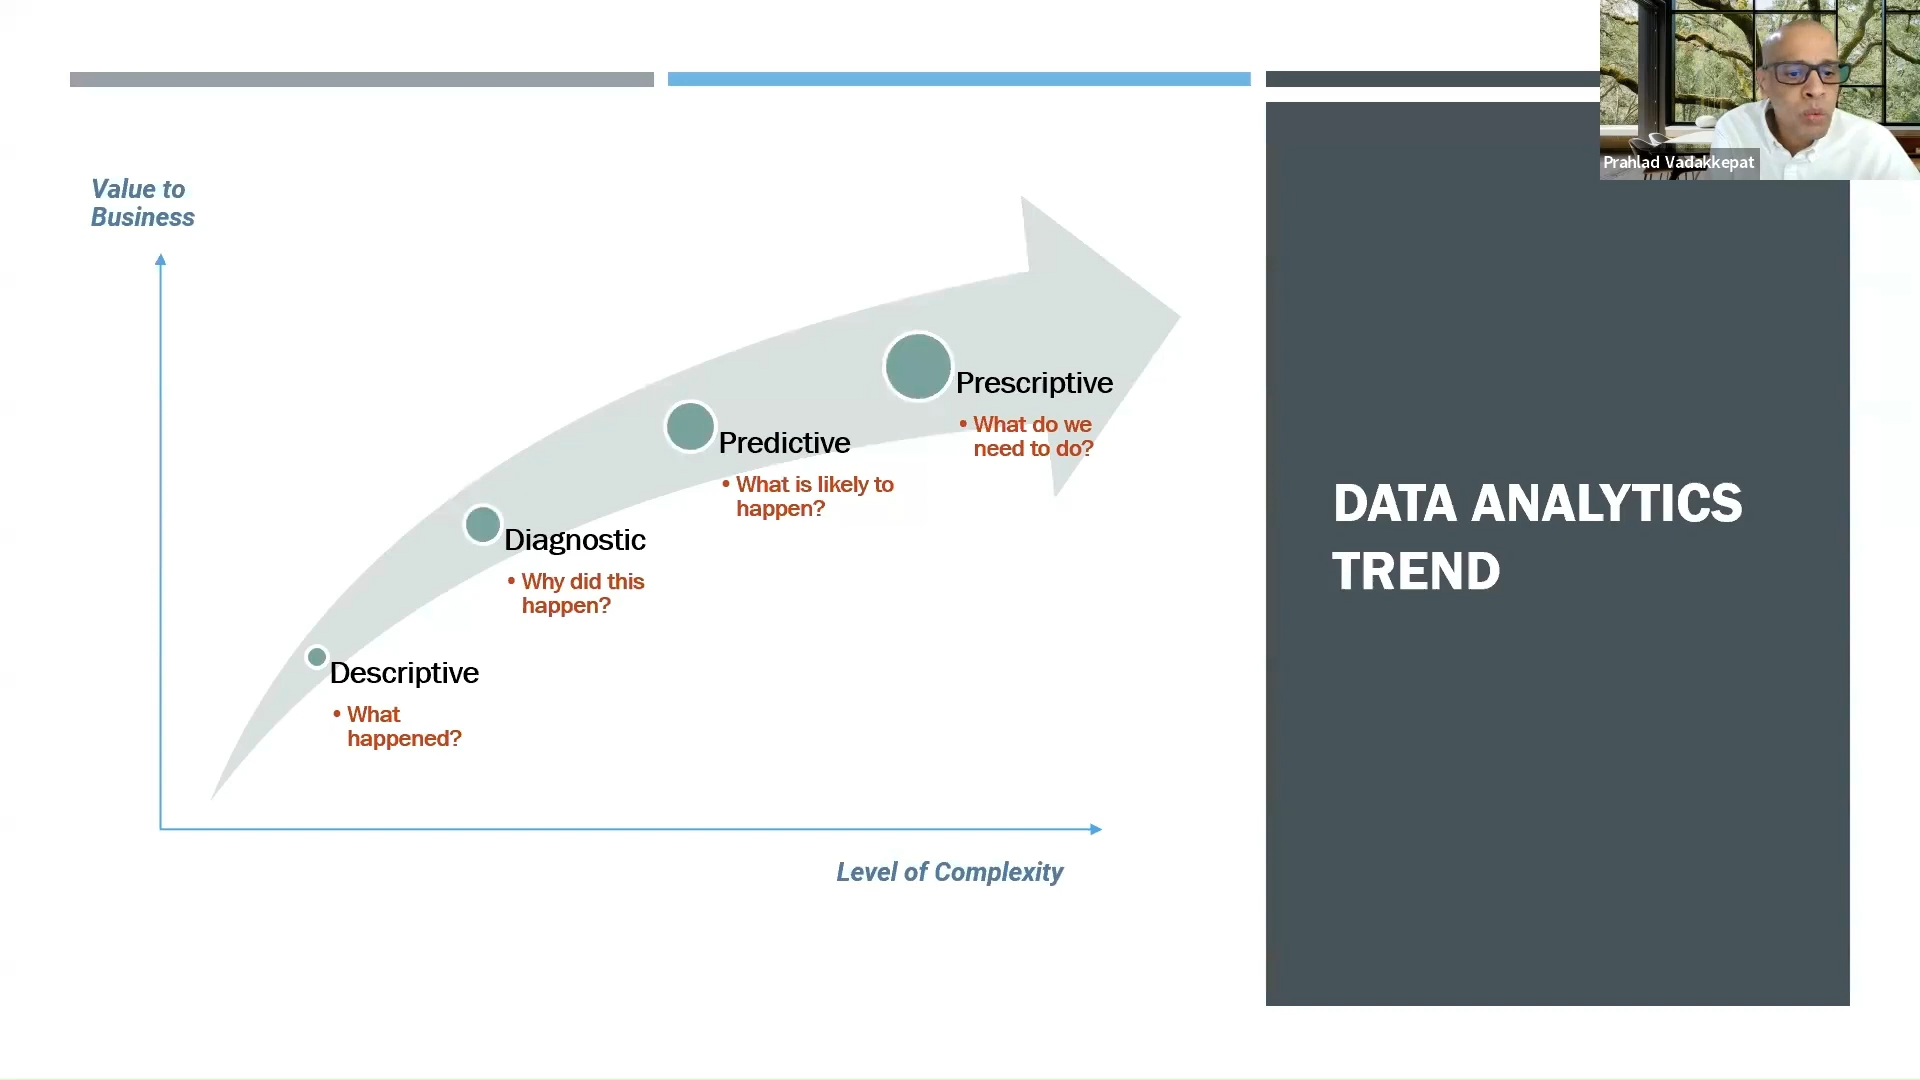 Prahlad Vadakkepat
Value to
Business
Prescriptive
• What do we
need to do?
Predictive
• What is likely to
happen?
Diagnostic
• Why did this
happen?
Descriptive
• What
happened?
Level of Complexity
DATA ANALYTICS
TREND